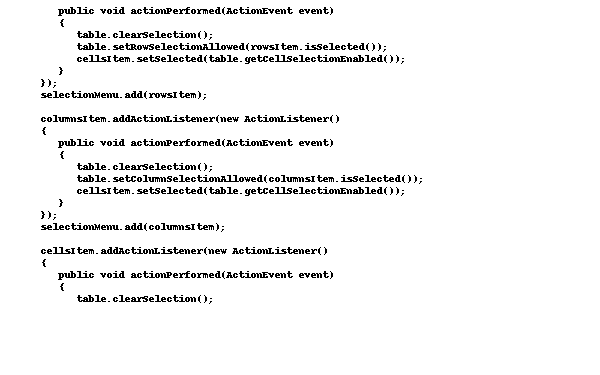 public void actionPerformed(ActionEvent event)
{
table.clearSelection();
table.setRowSelectionAllowed(rowsItem.isSelected());
cellsItem.setSelected(table.getCellSelectionEnabled());
}
});
selectionMenu.add(rowsItem);
columnsItem.addActionListener(new ActionListener()
{
public void actionPerformed(ActionEvent event)
{
table.clearSelection();
table.setColumnSelectionAllowed(columnsItem.isSelected());
cellsItem.setSelected(table.getCellSelectionEnabled());
}
});
selectionMenu.add(columnsItem);
cellsItem.addActionListener(new ActionListener()
{
public void actionPerformed(ActionEvent event)
{
table.clearSelection();